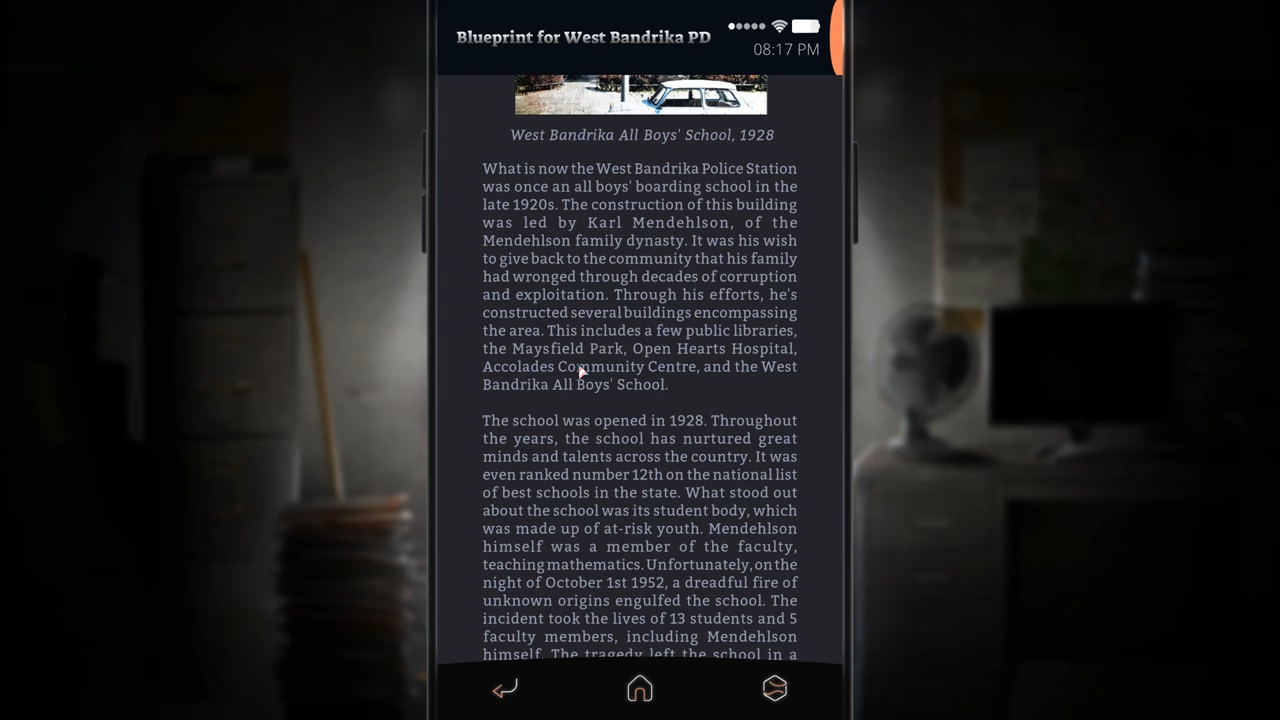 Blueprint for West Bandrika PD
08:17 PM
West Bandrika All Boys' School, 1928
What is now the West Bandrika Police Station
was once an all boys' boarding school in the
late 1920s. The construction of this building
was led by Karl Mendehlson, of the
Mendehlson family dynasty. It was his wish
to give back to the community that his family
had wronged through decades of corruption
and exploitation. Through his efforts, he's
constructed several buildings encompassing
the area. This includes a few public libraries,
the Maysfield Park, Open Hearts Hospital,
Accolades Community Centre, and the West
Bandrika All Boys' School.
The school was opened in 1928. Throughout
the years, the school has nurtured great
minds and talents across the country. It was
even ranked number 12th on the national list
of best schools in the state. What stood out
about the school was its student body, which
was made up of at-risk youth. Mendehlson
himself was a member of the faculty,
teaching mathematics. Unfortunately, on the
night of October 1st 1952, a dreadful fire of
unknown origins engulfed the school. The
incident took the lives of 13 students and 5
faculty members, including Mendehlson
himself. The tragedy left the school in a